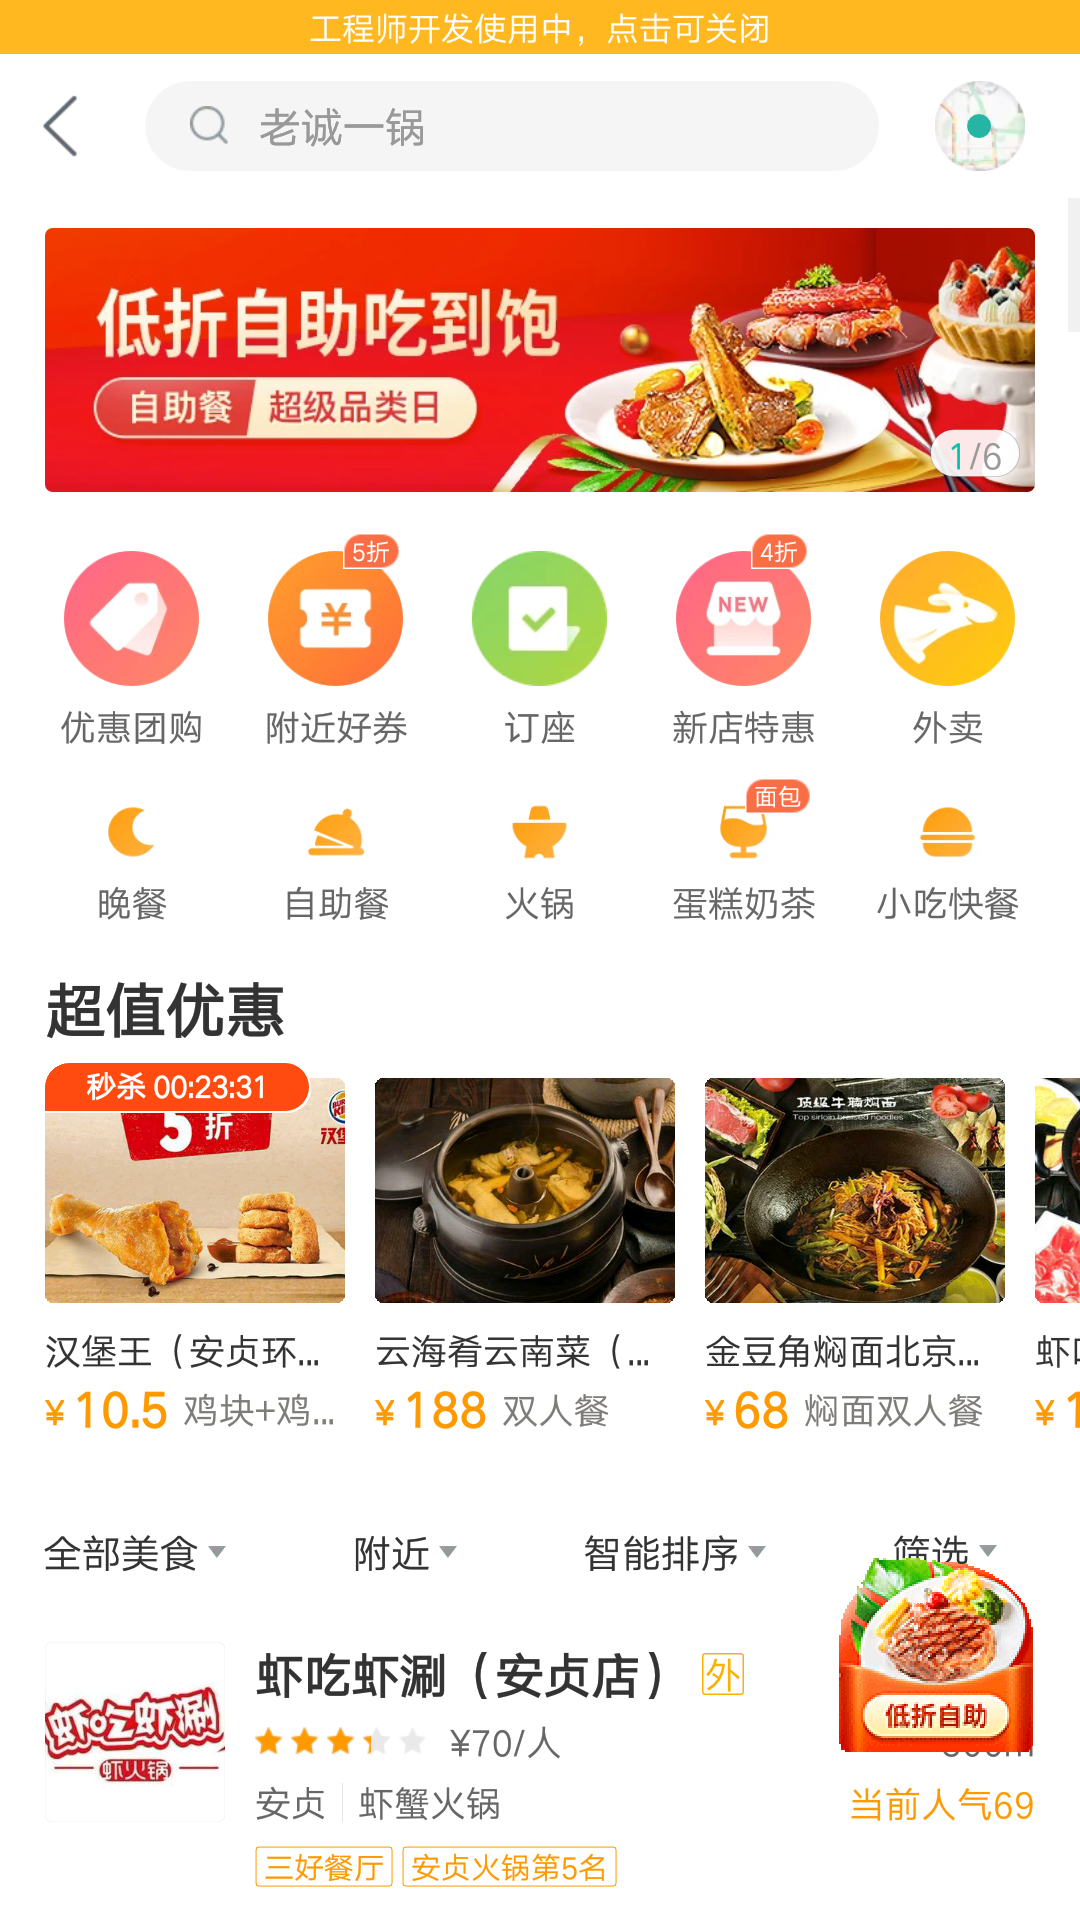 工程师开发使用中，点击可关闭
老诚一锅
低折自助吃到饱
自助餐 超级品类日
1/6
5折
4折
NEW
优惠团购 附近好券 订座 新店特惠 外卖
面包
晚餐 自助餐 火锅 蛋糕奶茶 小吃快餐
超值优惠
秒杀 00:23:31
5折
顶级牛腩焖面
Top sirloin braised noodles
汉堡王（安贞环... 云海肴云南菜（... 金豆角焖面北京...
¥10.5 鸡块+鸡... ¥188 双人餐 ¥68 焖面双人餐
全部美食 附近 智能排序 筛选
虾吃虾涮（安贞店） 外
虾吃虾涮
虾火锅
¥70/人
低折自助
安贞 虾蟹火锅 当前人气69
三好餐厅 安贞火锅第5名